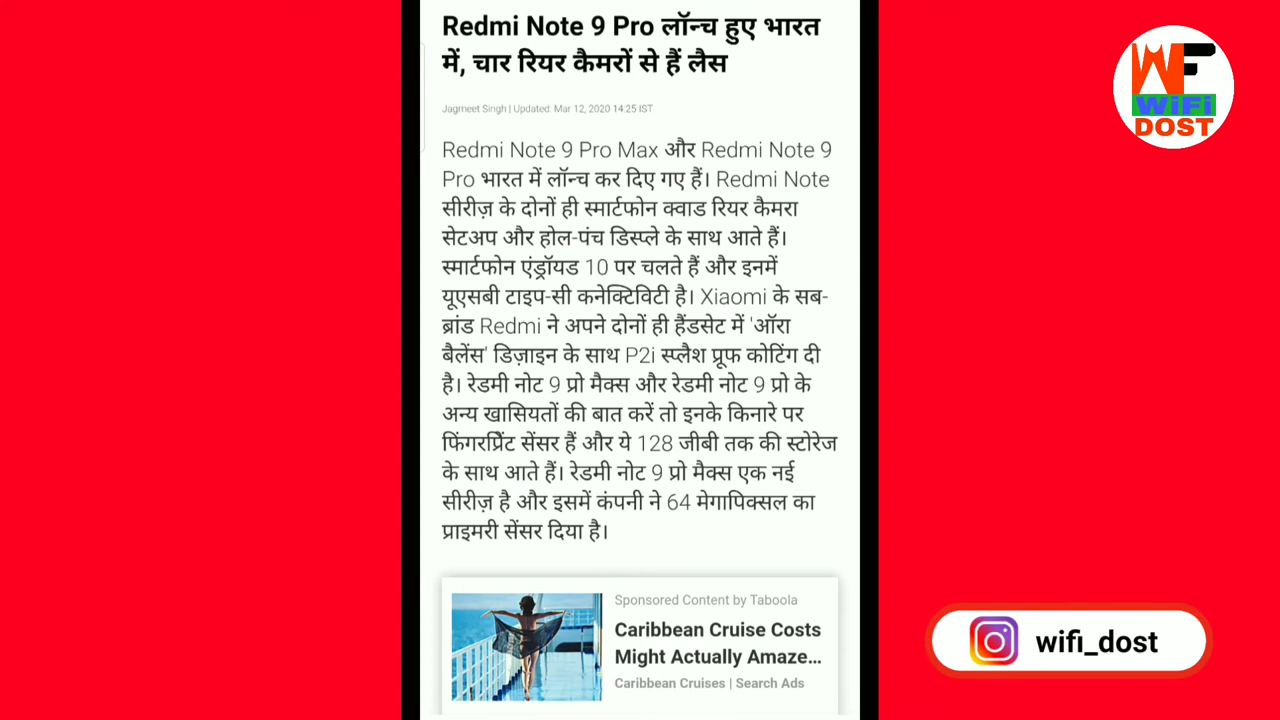 Redmi Note 9 Pro लॉन्च हुए भारत
में, चार रियर कैमरों से हैं लैस
Jagmeet Singh | Updated: Mar 12, 2020 14:25 IST
Redmi Note 9 Pro Max और Redmi Note 9
Pro भारत में लॉन्च कर दिए गए हैं। Redmi Note
सीरीज़ के दोनों ही स्मार्टफोन क्वाड रियर कैमरा
सेटअप और होल-पंच डिस्प्ले के साथ आते हैं।
स्मार्टफोन एंड्रॉयड 10 पर चलते हैं और इनमें
यूएसबी टाइप-सी कनेक्टिविटी है। Xiaomi के सब-
ब्रांड Redmi ने अपने दोनों ही हैंडसेट में 'ऑरा
बैलेंस' डिज़ाइन के साथ P2i स्प्लैश प्रूफ कोटिंग दी
है। रेडमी नोट 9 प्रो मैक्स और रेडमी नोट 9 प्रो के
अन्य खासियतों की बात करें तो इनके किनारे पर
फिंगरप्रिंट सेंसर हैं और ये 128 जीबी तक की स्टोरेज
के साथ आते हैं। रेडमी नोट 9 प्रो मैक्स एक नई
सीरीज़ है और इसमें कंपनी ने 64 मेगापिक्सल का
प्राइमरी सेंसर दिया है।
Sponsored Content by Taboola
Caribbean Cruise Costs
Might Actually Amaze...
Caribbean Cruises | Search Ads
WF
WiFi
DOST
wifi_dost